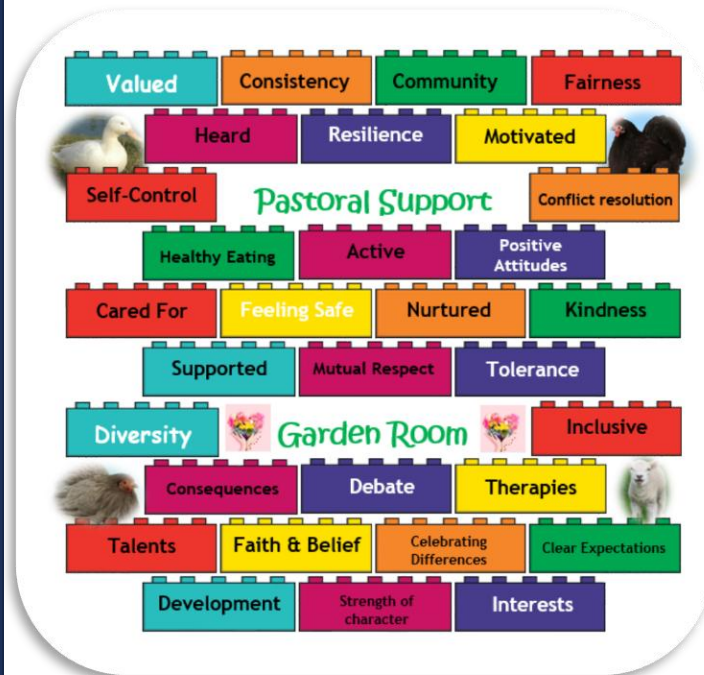 Valued Consistency Community Fairness
Heard Resilience Motivated
Self-Control Pastoral Support Conflict resolution
Healthy Eating Active Positive
Attitudes
Cared For Feeling Safe Nurtured Kindness
Supported Mutual Respect Tolerance
Diversity Garden Room Inclusive
Consequences Debate Therapies
Talents Faith & Belief Celebrating
Differences Clear Expectations
Development Strength of
character Interests